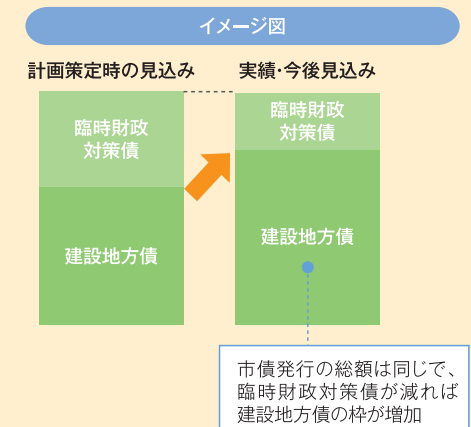 イメージ図
計画策定時の見込み
実績・今後見込み
臨時財政
対策債
臨時財政
対策債
建設地方債
建設地方債
市債発行の総額は同じで、
臨時財政対策債が減れば
建設地方債の枠が増加